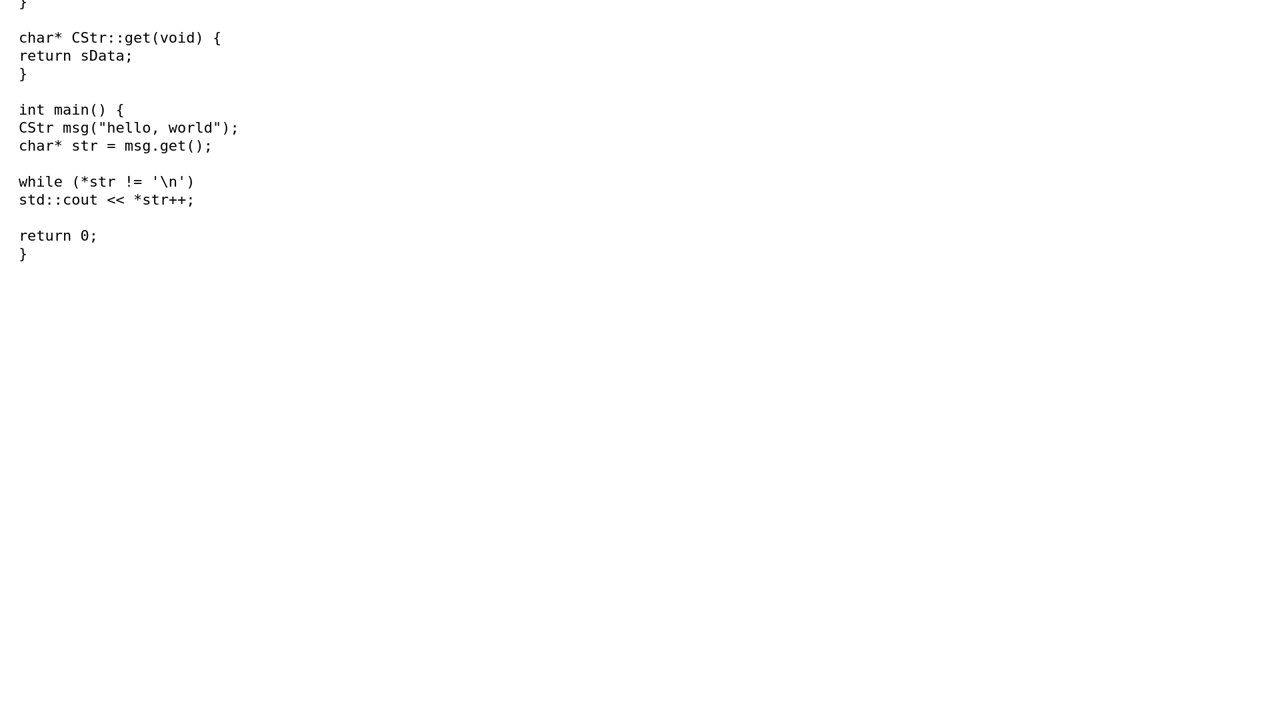 }
char* CStr::get(void) {
return sData;
}
int main() {
CStr msg("hello, world");
char* str = msg.get();
while (*str != '\n')
std::cout << *str++;
return 0;
}